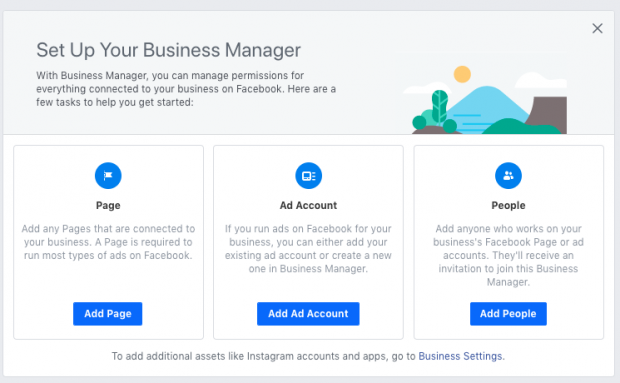 Set Up Your Business Manager
With Business Manager, you can manage permissions for
everything connected to your business on Facebook. Here are a
few tasks to help you get started:
Page
Add any Pages that are connected to
your business. A Page is required to
run most types of ads on Facebook.
Add Page
Ad Account
If you run ads on Facebook for your
business, you can either add your
existing ad account or create a new
one in Business Manager.
Add Ad Account
People
Add anyone who works on your
business's Facebook Page or ad
accounts. They'll receive an
invitation to join this Business
Manager.
Add People
To add additional assets like Instagram accounts and apps, go to Business Settings.